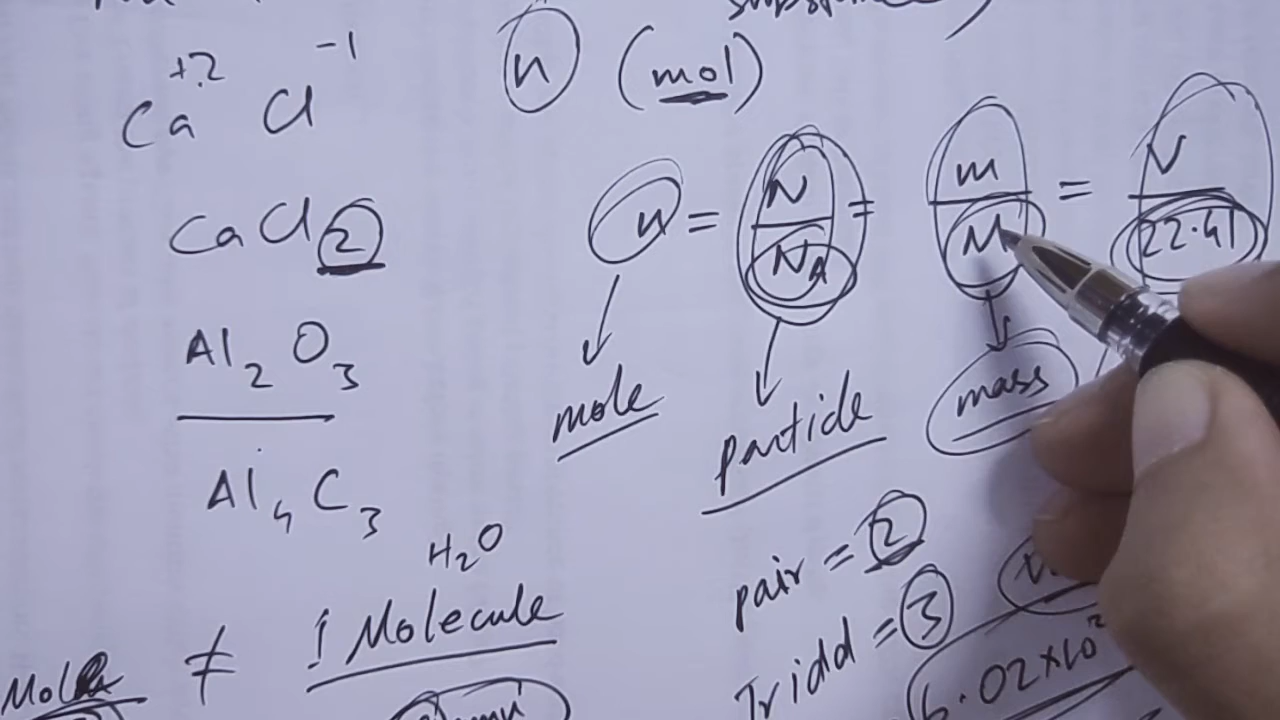 Ca+2 Cl-1
CaCl2
Al2O3
Al4C3
n (mol)
n = N/NA = m/M = V/22.41
mole
particle
mass
H2O
≠ 1 Molecule
pair = 2
Tridd = 3
6.02×10